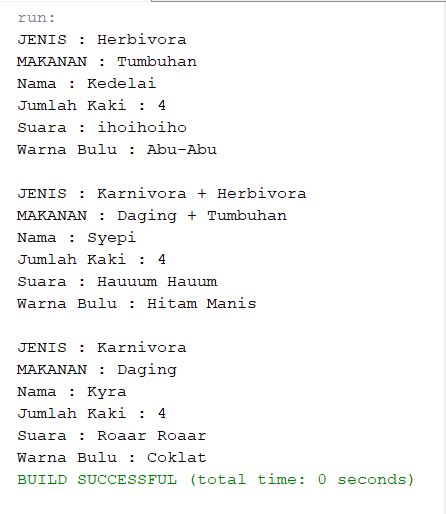 run:
JENIS : Herbivora
MAKANAN : Tumbuhan
Nama : Kedelai
Jumlah Kaki : 4
Suara : ihoihoiho
Warna Bulu : Abu-Abu
JENIS : Karnivora + Herbivora
MAKANAN : Daging + Tumbuhan
Nama : Syepi
Jumlah Kaki : 4
Suara : Hauuum Hauum
Warna Bulu : Hitam Manis
JENIS : Karnivora
MAKANAN : Daging
Nama : Kyra
Jumlah Kaki : 4
Suara : Roaar Roaar
Warna Bulu : Coklat
BUILD SUCCESSFUL (total time: 0 seconds)